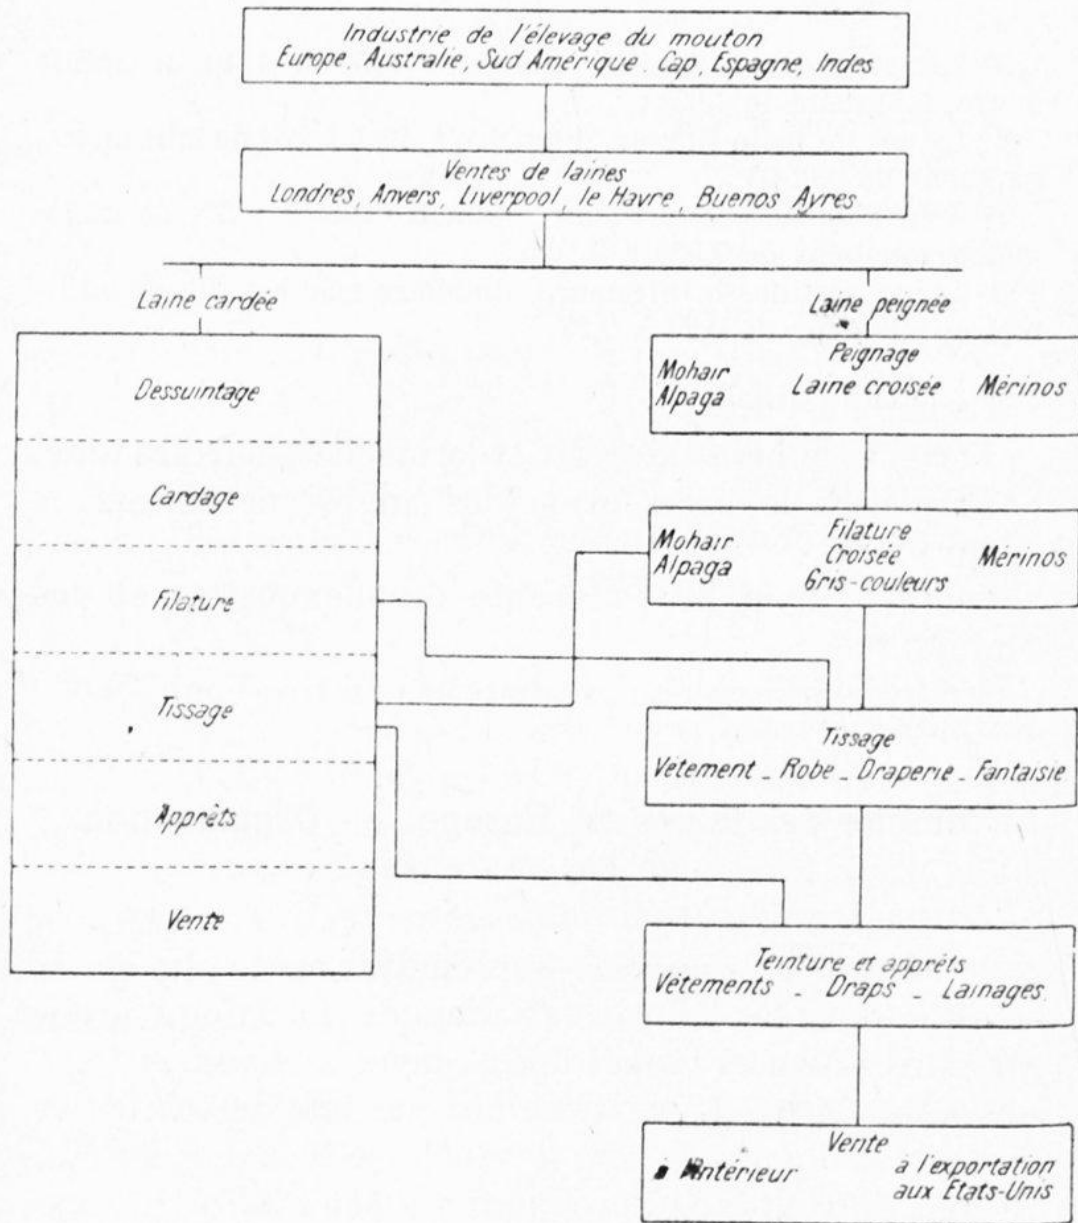 Industrie de l'élevage du mouton
Europe, Australie, Sud Amérique. Cap, Espagne, Indes
Ventes de laines
Londres, Anvers, Liverpool, le Havre, Buenos Ayres
Laine cardée
Dessuintage
Cardage
Filature
Tissage
Apprêts
Vente
Laine peignée
Peignage
Mohair Laine croisée Mérinos
Alpaga
Filature
Mohair Croisée Mérinos
Alpaga Gris-couleurs
Tissage
Vêtement - Robe - Draperie - Fantaisie
Teinture et apprêts
Vêtements - Draps - Lainages
Vente
Intérieur a l'exportation
aux Etats-Unis